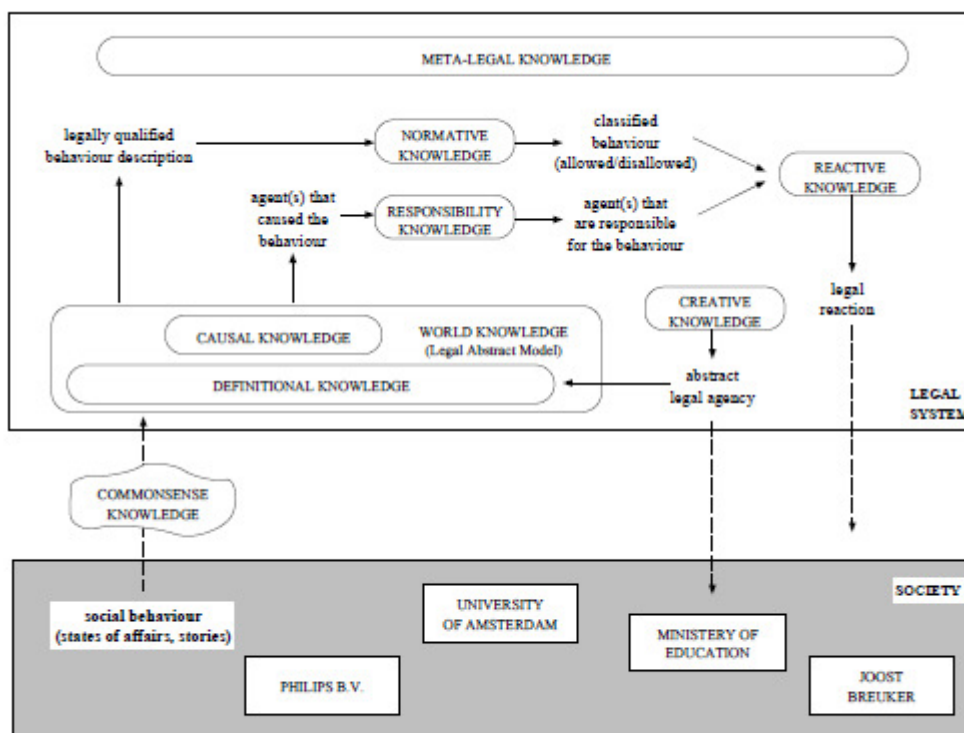 META-LEGAL KNOWLEDGE
legally qualified
behaviour description
NORMATIVE
KNOWLEDGE
classified
behaviour
(allowed/disallowed)
REACTIVE
KNOWLEDGE
agent(s) that
caused the
behaviour
RESPONSIBILITY
KNOWLEDGE
agent(s) that
are responsible
for the behaviour
legal
reaction
CREATIVE
KNOWLEDGE
CAUSAL KNOWLEDGE
WORLD KNOWLEDGE
(Legal Abstract Model)
DEFINITIONAL KNOWLEDGE
abstract
legal agency
LEGAL
SYSTEM
COMMONSENSE
KNOWLEDGE
SOCIETY
social behaviour
(states of affairs, stories)
UNIVERSITY
OF AMSTERDAM
MINISTERY OF
EDUCATION
PHILIPS B.V.
JOOST
BREUKER